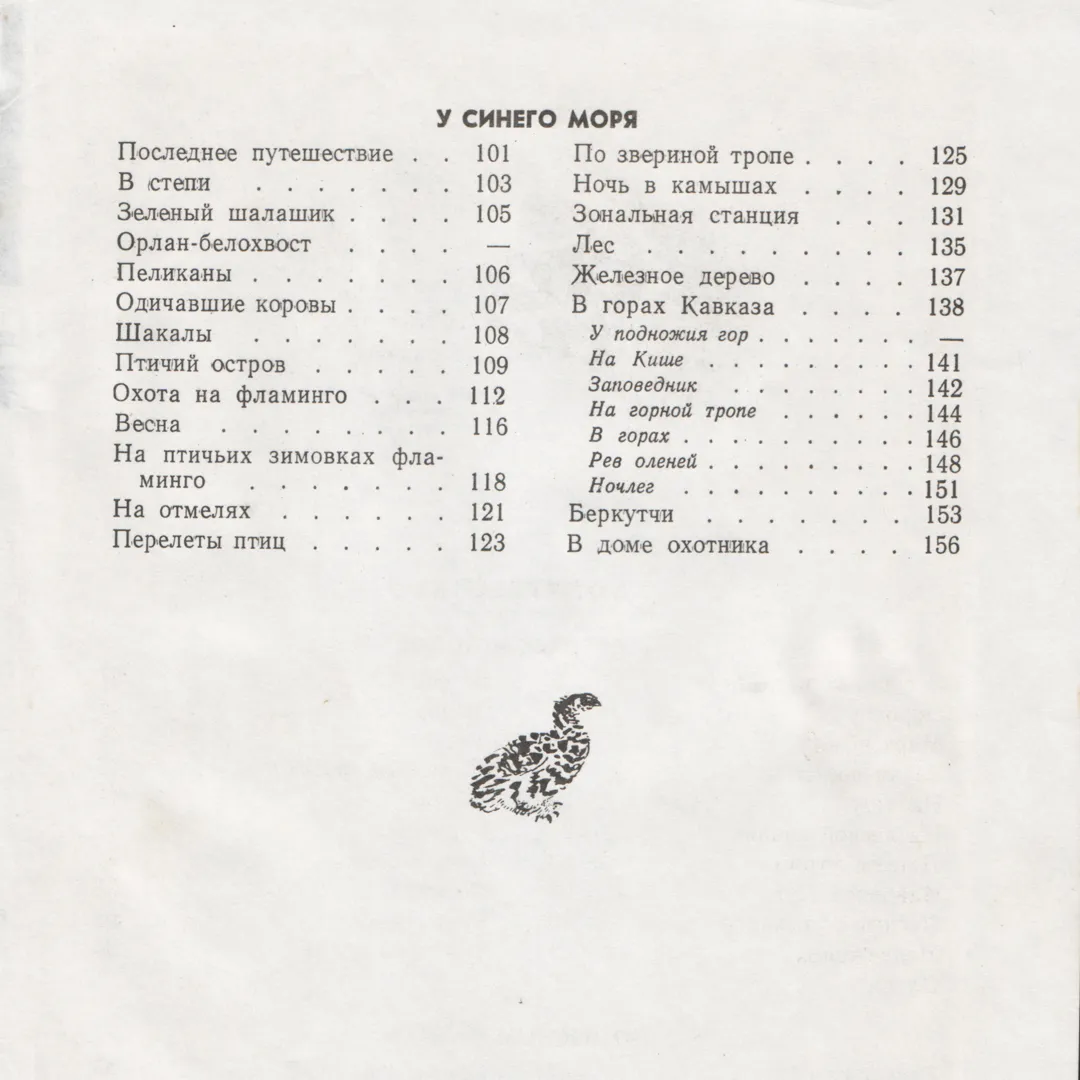 У СИНЕГО МОРЯ
Последнее путешествие . . 101
В степи . . . . . . . 103
Зеленый шалашик . . . . 105
Орлан-белохвост . . . . —
Пеликаны . . . . . . . 106
Одичавшие коровы . . . . 107
Шакалы . . . . . . . 108
Птичий остров . . . . . 109
Охота на фламинго . . . 112
Весна . . . . . . . . 116
На птичьих зимовках фла-
минго . . . . . . . 118
На отмелях . . . . . . 121
Перелеты птиц . . . . . 123
По звериной тропе . . . . 125
Ночь в камышах . . . . 129
Зональная станция . . . 131
Лес . . . . . . . . . 135
Железное дерево . . . . 137
В горах Кавказа . . . . 138
У подножия гор . . . . . . . —
На Кише . . . . . . . . . 141
Заповедник . . . . . . . . 142
На горной тропе . . . . . . 144
В горах . . . . . . . . . . 146
Рев оленей . . . . . . . . . 148
Ночлег . . . . . . . . . . 151
Беркутчи . . . . . . . 153
В доме охотника . . . . 156